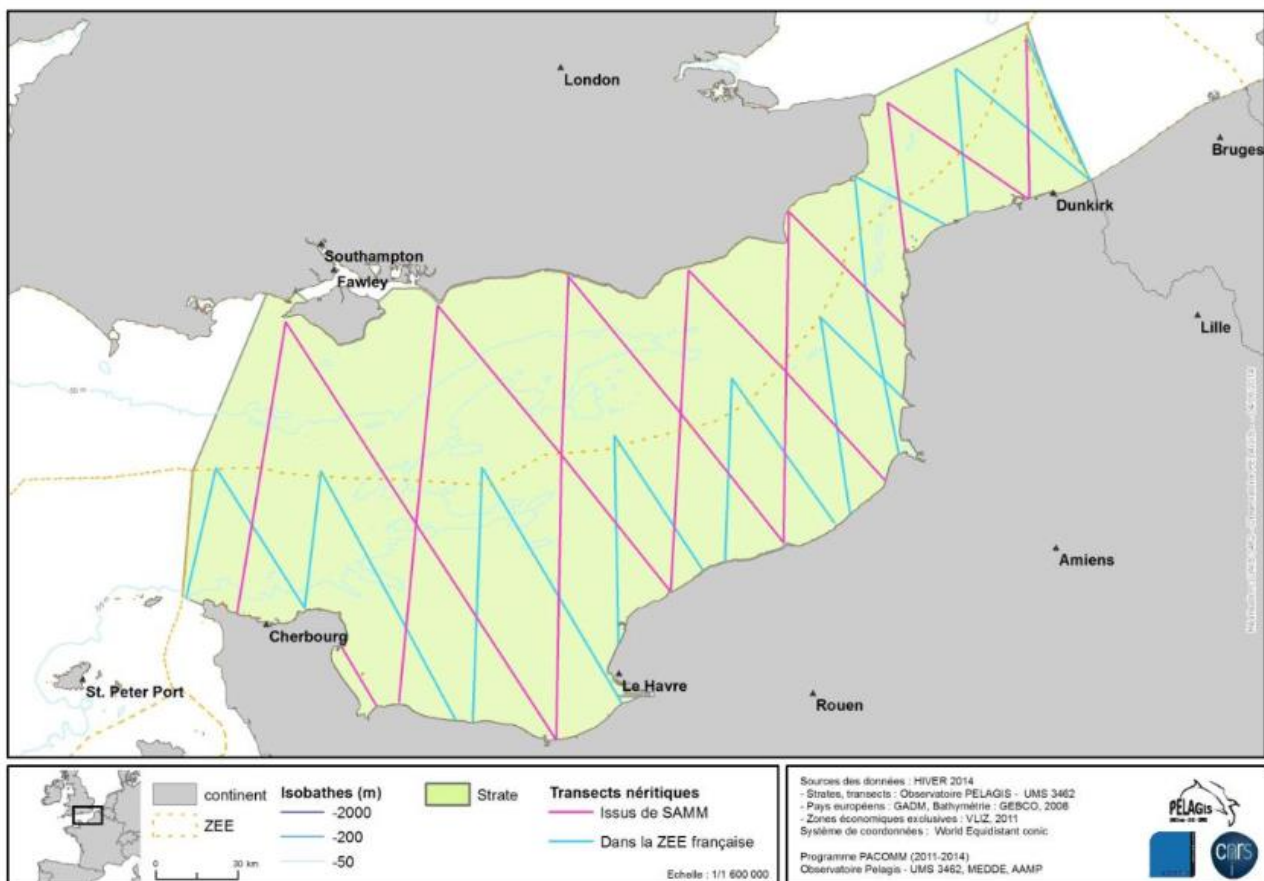 London
Bruges
Dunkirk
Southampton
Fawley
Lille
-50 m
Amiens
Cherbourg
St. Peter Port
Le Havre
Rouen
continent
ZEE
0 30 km
Isobathes (m)
-2000
-200
-50
Strate
Transects néritiques
Issus de SAMM
Dans la ZEE française
Echelle : 1/1 600 000
Sources des données : HIVER 2014
- Strates, transects : Observatoire PELAGIS - UMS 3462
- Pays européens : GADM, Bathymétrie : GEBCO, 2008
- Zones économiques exclusives : VLIZ, 2011
Système de coordonnées : World Equidistant conic
Programme PACOMM (2011-2014)
Observatoire Pelagis - UMS 3462, MEDDE, AAMP
PELAGIS
cnrs